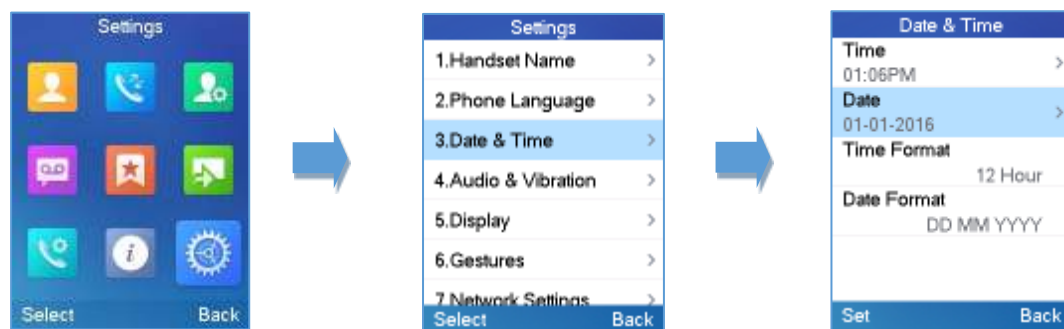 Settings
Select Back
Settings
1.Handset Name
2.Phone Language
3.Date & Time
4.Audio & Vibration
5.Display
6.Gestures
7.Network Settings
Select Back
Date & Time
Time
01:06PM
Date
01-01-2016
Time Format
12 Hour
Date Format
DD MM YYYY
Set Back